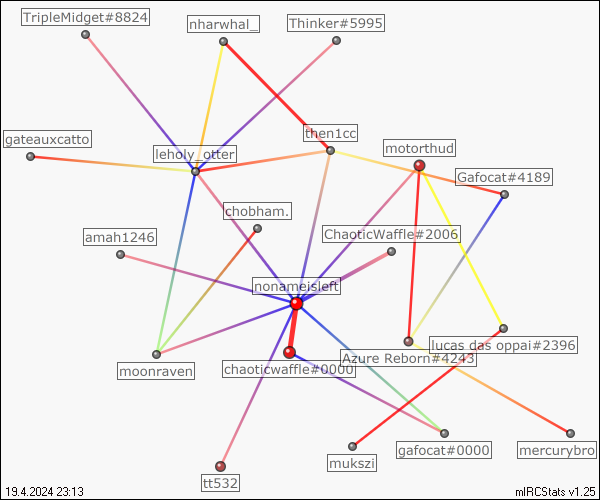 TripleMidget#8824
nharwhal_
Thinker#5995
then1cc
gateauxcatto
leholy_otter
motorthud
Gafocat#4189
chobham.
amah1246
ChaoticWaffle#2006
nonameisleft
lucas das oppai#2396
Azure Reborn#4243
moonraven
chaoticwaffle#0000
gafocat#0000
mercurybro
mukszi
tt532
19.4.2024 23:13
mIRCStats v1.25